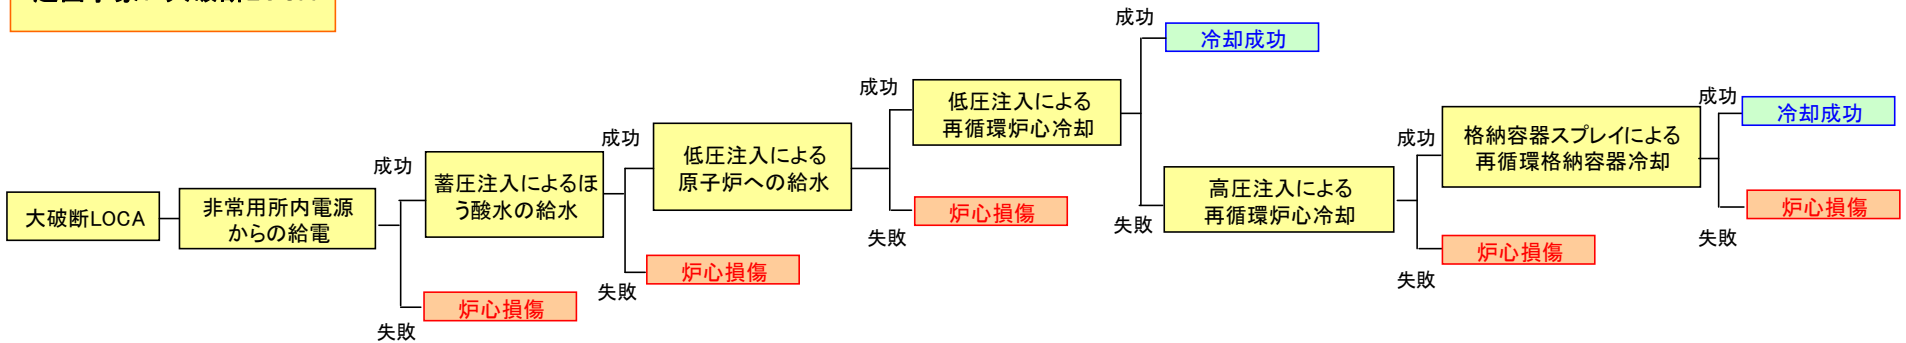 大破断LOCA
非常用所内電源
からの給電
成功
失敗
蓄圧注入によるほ
う酸水の給水
炉心損傷
成功
失敗
低圧注入による
原子炉への給水
炉心損傷
成功
失敗
低圧注入による
再循環炉心冷却
炉心損傷
成功
失敗
冷却成功
高圧注入による
再循環炉心冷却
成功
失敗
格納容器スプレイによる
再循環格納容器冷却
炉心損傷
成功
失敗
冷却成功
炉心損傷